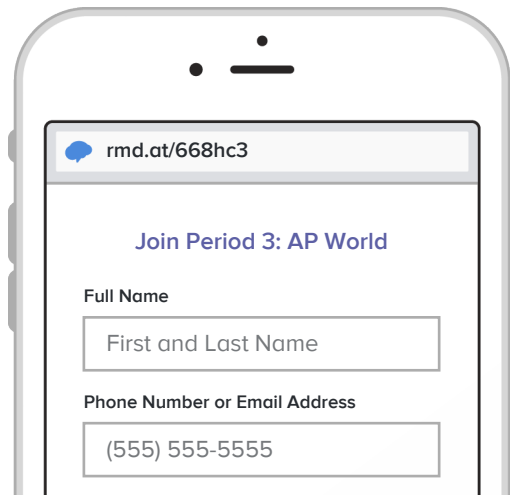 rmd.at/668hc3
Join Period 3: AP World
Full Name
First and Last Name
Phone Number or Email Address
(555) 555-5555